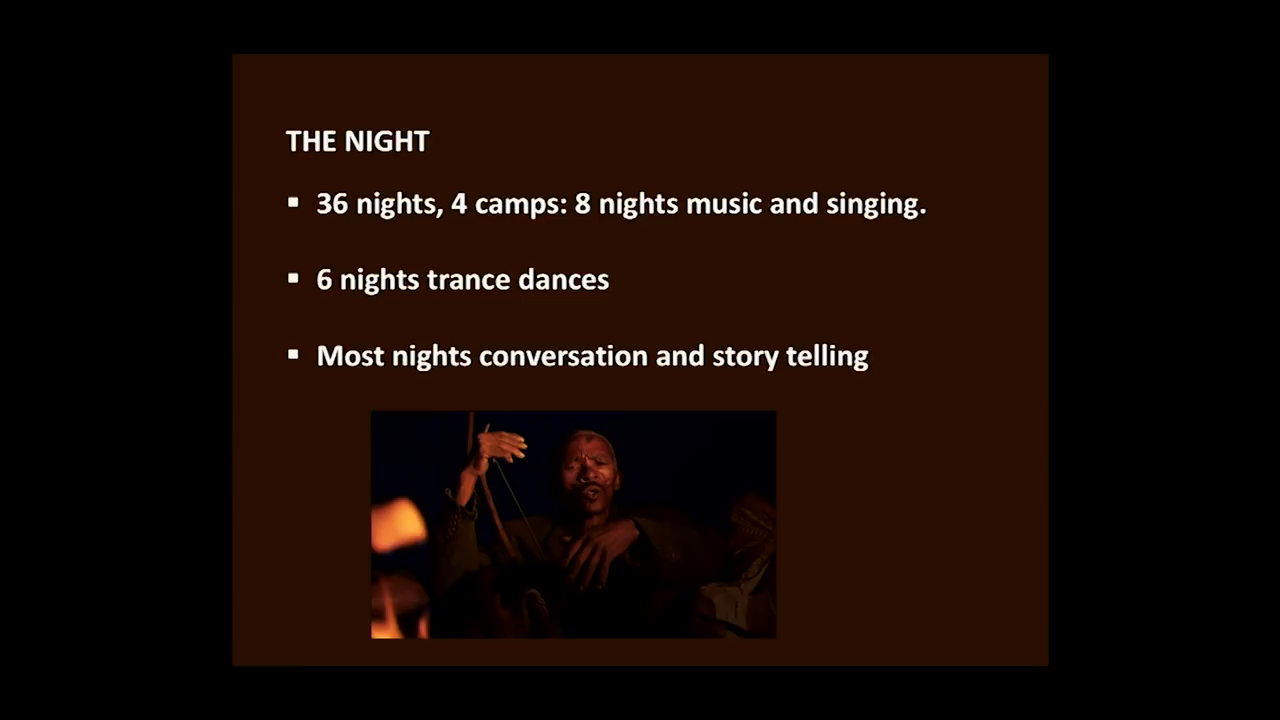 THE NIGHT
▪ 36 nights, 4 camps: 8 nights music and singing.
▪ 6 nights trance dances
▪ Most nights conversation and story telling